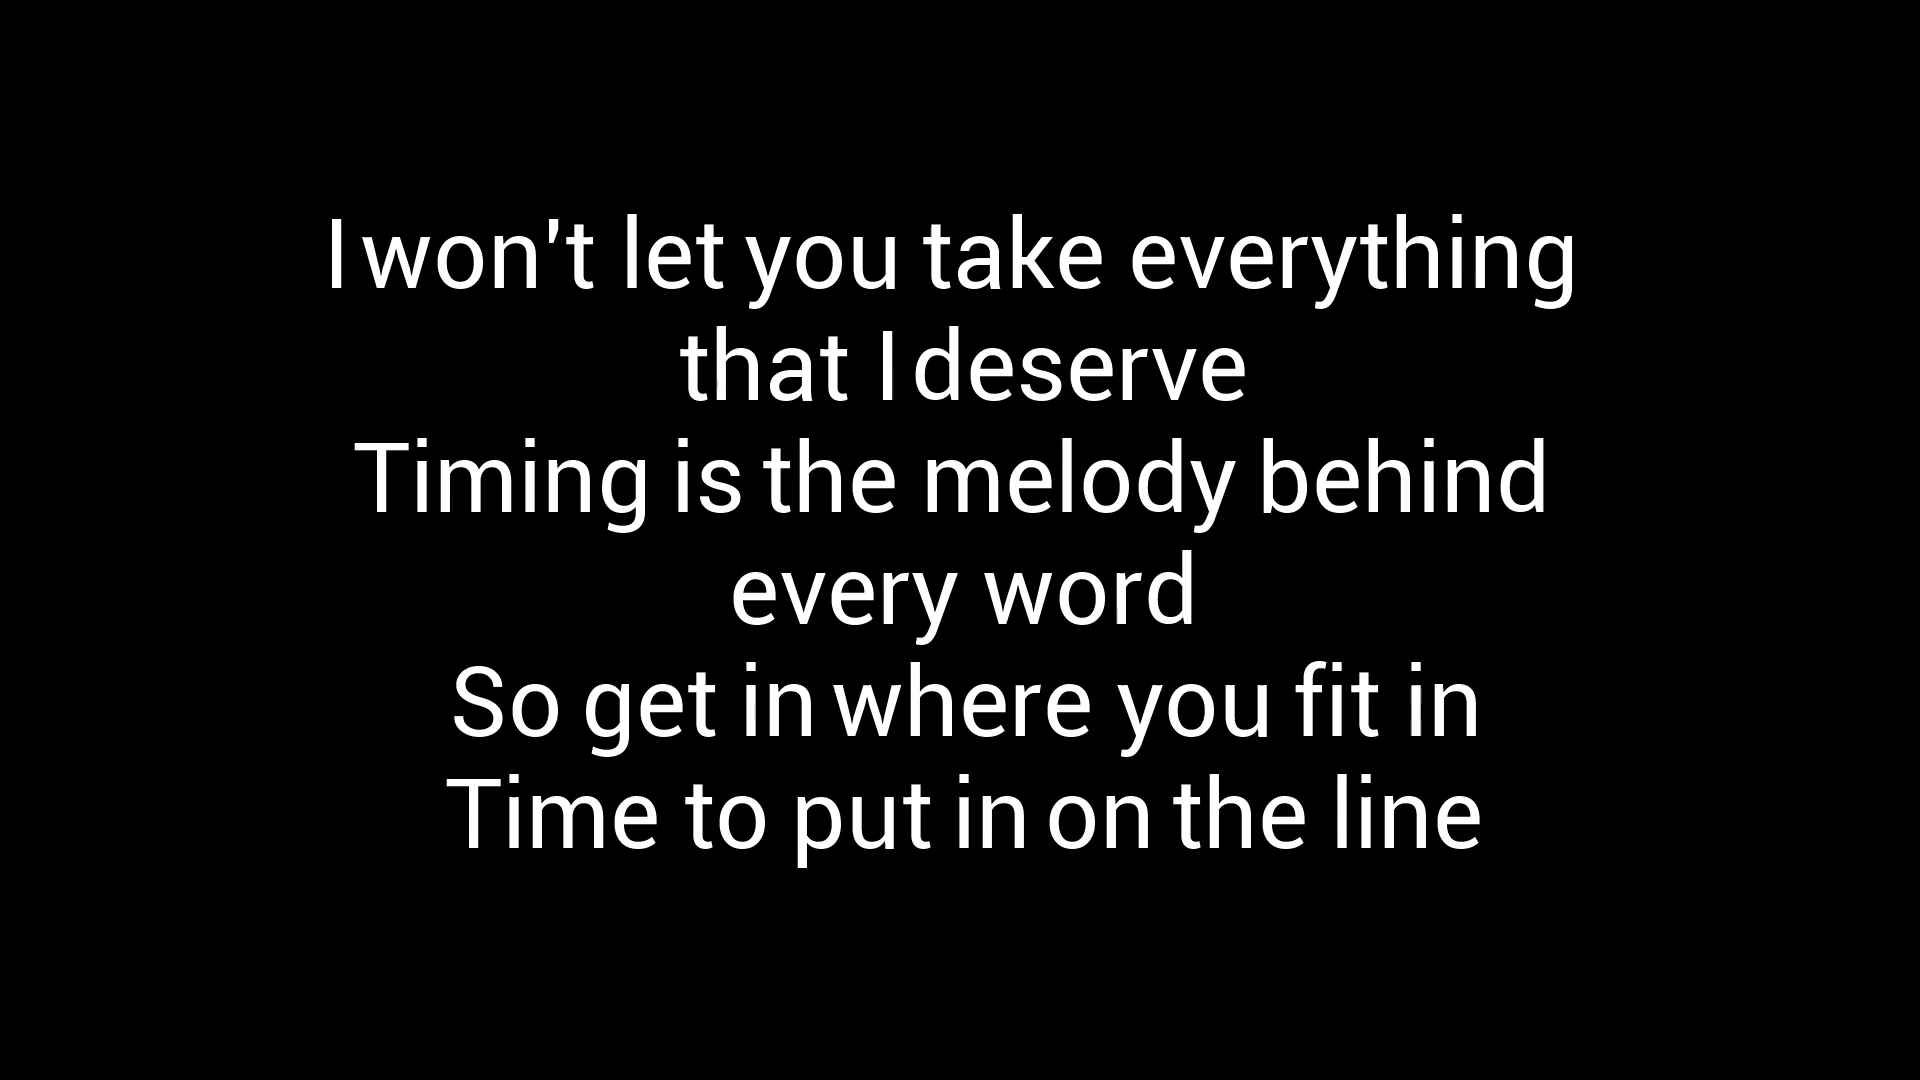 I won't let you take everything
that I deserve
Timing is the melody behind
every word
So get in where you fit in
Time to put in on the line